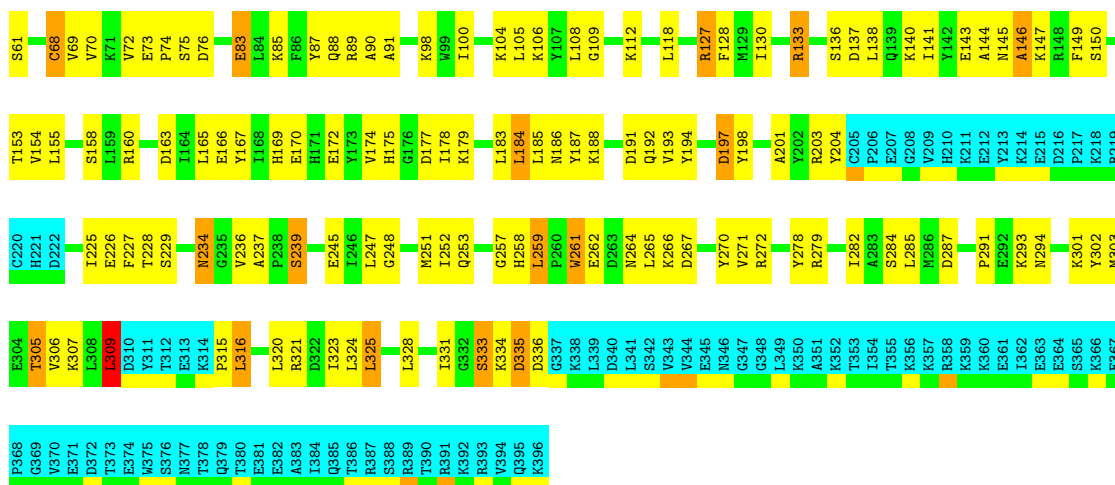 S61 C68 V69 V70 K71 V72 E73 P74 S75 D76 E83 L84 K85 F86 Y87 Q88 R89 A90 A91 K98 W99 I100 K104 L105 K106 Y107 L108 G109 K112 L118 R127 F128 M129 I130 R133 S136 D137 L138 Q139 K140 I141 Y142 E143 A144 N145 A146 K147 R148 F149 S150
T153 V154 L155 S158 L159 R160 D163 I164 L165 E166 Y167 I168 H169 E170 H171 E172 Y173 V174 H175 G176 D177 I178 K179 L183 L184 L185 N186 Y187 K188 D191 Q192 V193 Y194 D197 Y198 A201 Y202 R203 Y204 C205 P206 E207 G208 V209 H210 K211 E212 Y213 K214 E215 D216 P217 K218
C220 H221 D222 I225 E226 F227 T228 S229 N234 G235 V236 A237 P238 S239 E245 I246 L247 G248 M251 I252 Q253 G257 H258 L259 P260 W261 E262 D263 N264 L265 K266 D267 Y270 V271 R272 Y278 R279 I282 A283 S284 L285 M286 D287 P291 E292 K293 N294 K301 Y302 M303
E304 T305 V306 K307 L308 L309 D310 Y311 T312 E313 K314 P315 L316 L320 R321 D322 I323 L324 L325 L328 I331 G332 S333 K334 D335 D336 G337 K338 L339 D340 L341 S342 V343 V344 E345 N346 G347 G348 L349 K350 A351 K352 T353 I354 T355 K356 K357 R358 K359 K360 E361 I362 E363 E364 S365 K366
P368 G369 V370 E371 D372 T373 E374 W375 S376 N377 T378 Q379 T380 E381 E382 A383 I384 Q385 T386 R387 S388 R389 T390 R391 K392 R393 V394 Q395 K396